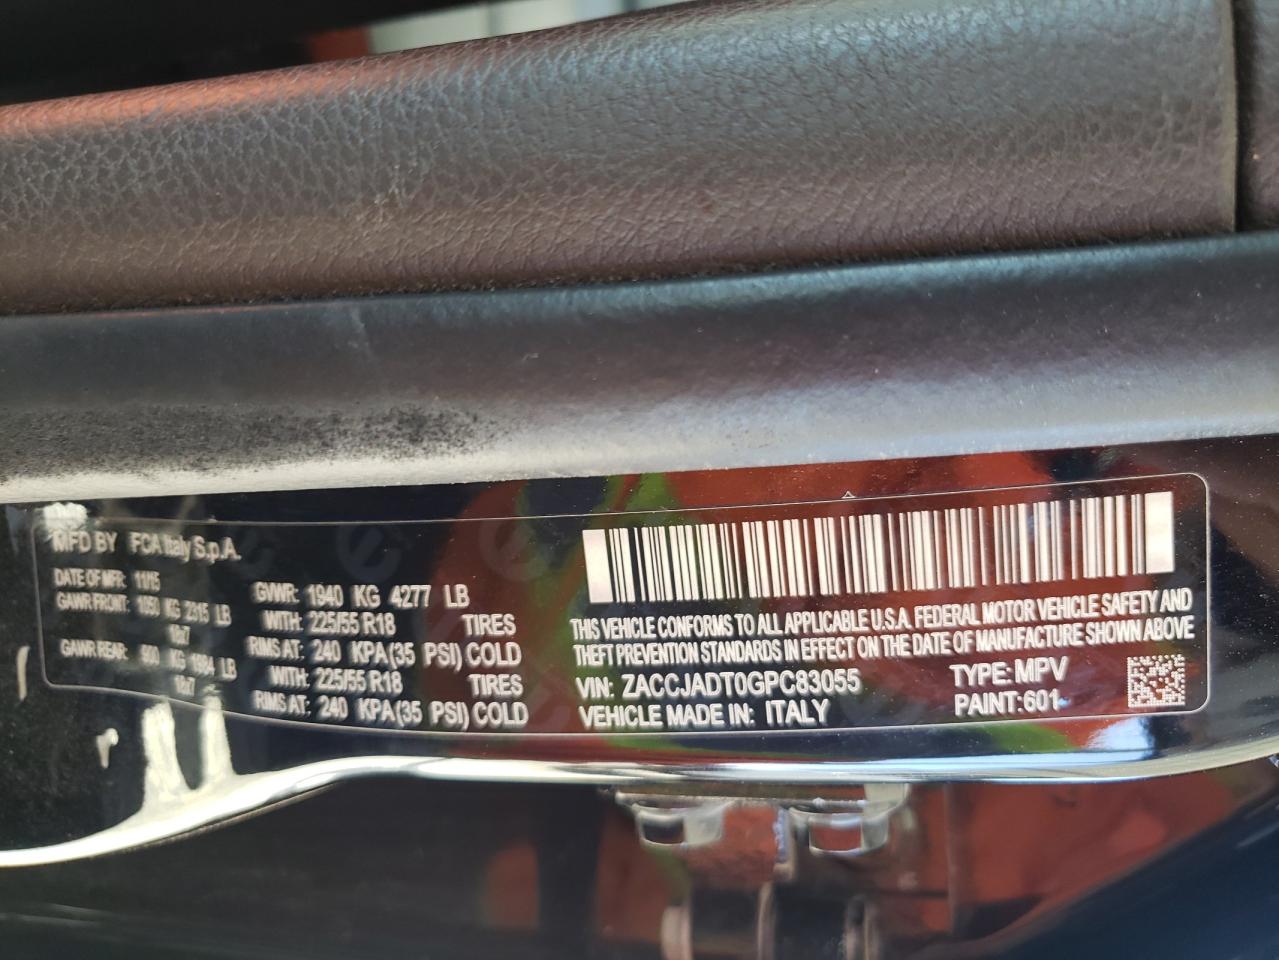 MFD BY FCA Italy S.p.A.
DATE OF MFR: 11/15
GAWR FRONT: 1050 KG 2315 LB
18x7
GAWR REAR: 900 KG 1984 LB
18x7
GVWR: 1940 KG 4277 LB
WITH: 225/55 R18 TIRES
RIMS AT: 240 KPA(35 PSI) COLD
WITH: 225/55 R18 TIRES
RIMS AT: 240 KPA(35 PSI) COLD
THIS VEHICLE CONFORMS TO ALL APPLICABLE U.S.A. FEDERAL MOTOR VEHICLE SAFETY AND
THEFT PREVENTION STANDARDS IN EFFECT ON THE DATE OF MANUFACTURE SHOWN ABOVE
VIN: ZACCJADT0GPC83055 TYPE: MPV
VEHICLE MADE IN: ITALY PAINT:601